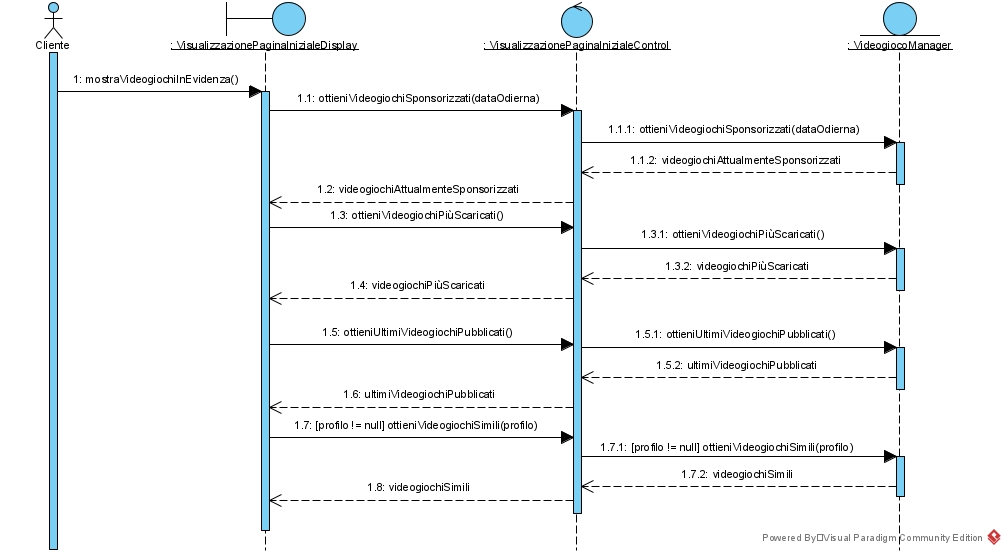 Cliente
: VisualizzazionePaginaInizialeDisplay
: VisualizzazionePaginaInizialeControl
: VideogiocoManager
1: mostraVideogiochiInEvidenza()
1.1: ottieniVideogiochiSponsorizzati(dataOdierna)
1.1.1: ottieniVideogiochiSponsorizzati(dataOdierna)
1.1.2: videogiochiAttualmenteSponsorizzati
1.2: videogiochiAttualmenteSponsorizzati
1.3: ottieniVideogiochiPiùScaricati()
1.3.1: ottieniVideogiochiPiùScaricati()
1.3.2: videogiochiPiùScaricati
1.4: videogiochiPiùScaricati
1.5: ottieniUltimiVideogiochiPubblicati()
1.5.1: ottieniUltimiVideogiochiPubblicati()
1.5.2: ultimiVideogiochiPubblicati
1.6: ultimiVideogiochiPubblicati
1.7: [profilo != null] ottieniVideogiochiSimili(profilo)
1.7.1: [profilo != null] ottieniVideogiochiSimili(profilo)
1.7.2: videogiochiSimili
1.8: videogiochiSimili
Powered By□Visual Paradigm Community Edition